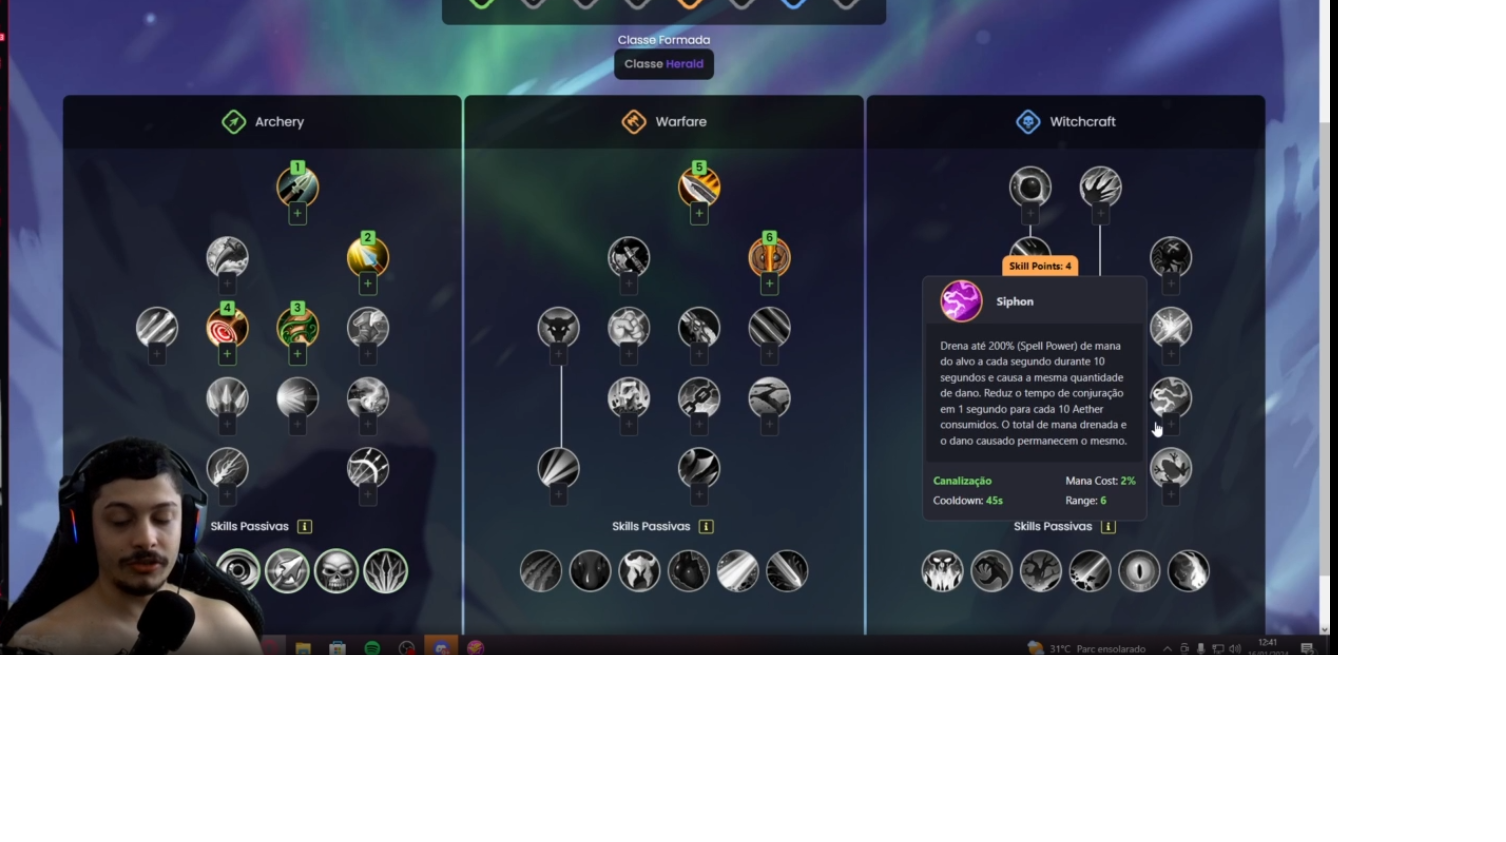 Classe Formada
Classe Herald
Archery
Warfare
Witchcraft
1
5
2
6
Skill Points: 4
Siphon
4
3
Drena até 200% (Spell Power) de mana
do alvo a cada segundo durante 10
segundos e causa a mesma quantidade
de dano. Reduz o tempo de conjuração
em 1 segundo para cada 10 Aether
consumidos. O total de mana drenada e
o dano causado permanecem o mesmo.
Canalização
Mana Cost: 2%
Cooldown: 45s
Range: 6
Skills Passivas
Skills Passivas
Skills Passivas
31°C Parc ensolarado
12:41